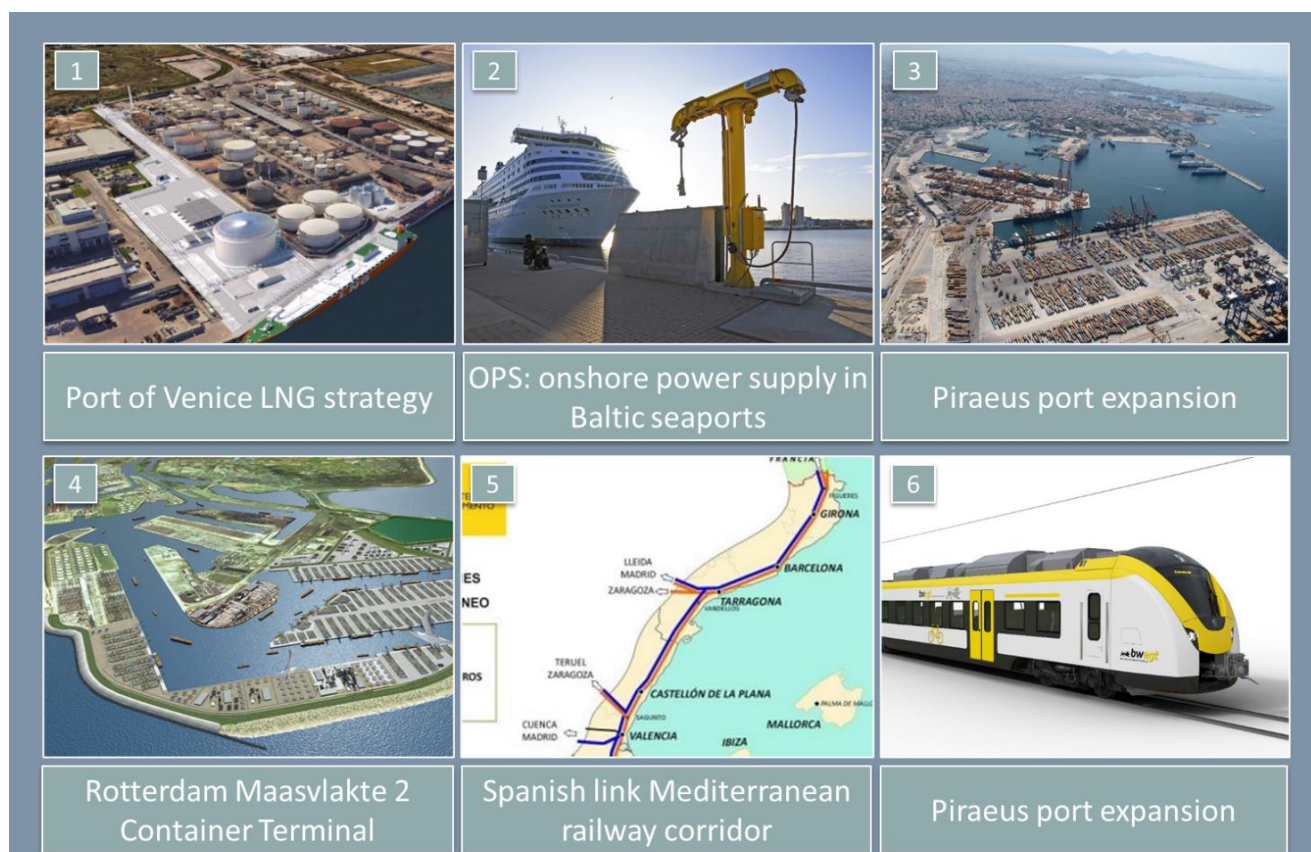 1
2
3
Port of Venice LNG strategy
OPS: onshore power supply in
Baltic seaports
Piraeus port expansion
4
5
6
FRANCIA
FIGUERES
GIRONA
BARCELONA
LLEIDA
MADRID
ZARAGOZA
TARRAGONA
VANDELLÓS
NEO
TERUEL
ZARAGOZA
ROS
CASTELLÓN DE LA PLANA
SAGUNTO
CUENCA
MADRID
VALENCIA
MALLORCA
PALMA DE MALL
IBIZA
bwegt
Rotterdam Maasvlakte 2
Container Terminal
Spanish link Mediterranean
railway corridor
Piraeus port expansion